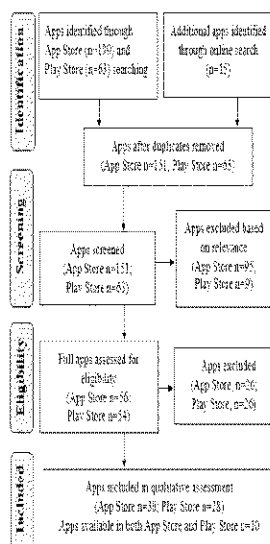 Identification
Apps identified through
App Store (n=130) and
Play Store (n=63) searching
Additional apps identified
through online search
(n=15)
Apps after duplicates removed
(App Store n=151, Play Store n=63)
Screening
Apps screened
(App Store n=151;
Play Store n=63)
Apps excluded based
on relevance
(App Store n=95,
Play Store n=9)
Eligibility
Full apps assessed for
eligibility
(App Store n=56;
Play Store n=54)
Apps excluded
(App Store, n=26;
Play Store, n=26)
Included
Apps included in qualitative assessment
(App Store Play Store n=28)
Apps available in both App Store and Play Store n=10